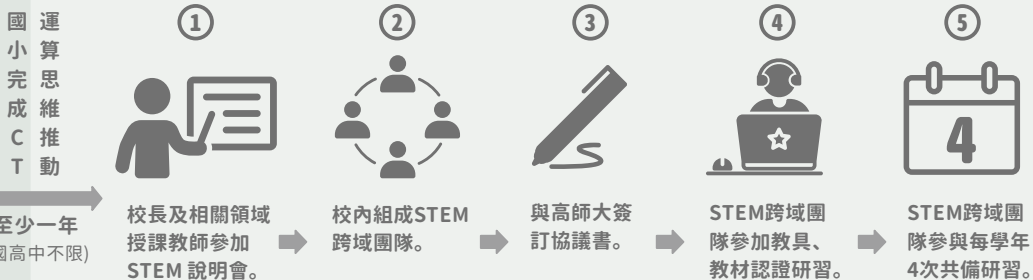 運算思維推動
國小完成CT
至少一年
國高中不限)
1
校長及相關領域
授課教師參加
STEM 說明會。
2
校內組成STEM
跨域團隊。
3
與高師大簽
訂協議書。
4
STEM跨域團
隊參加教具、
教材認證研習。
5
4
STEM跨域團
隊參與每學年
4次共備研習。